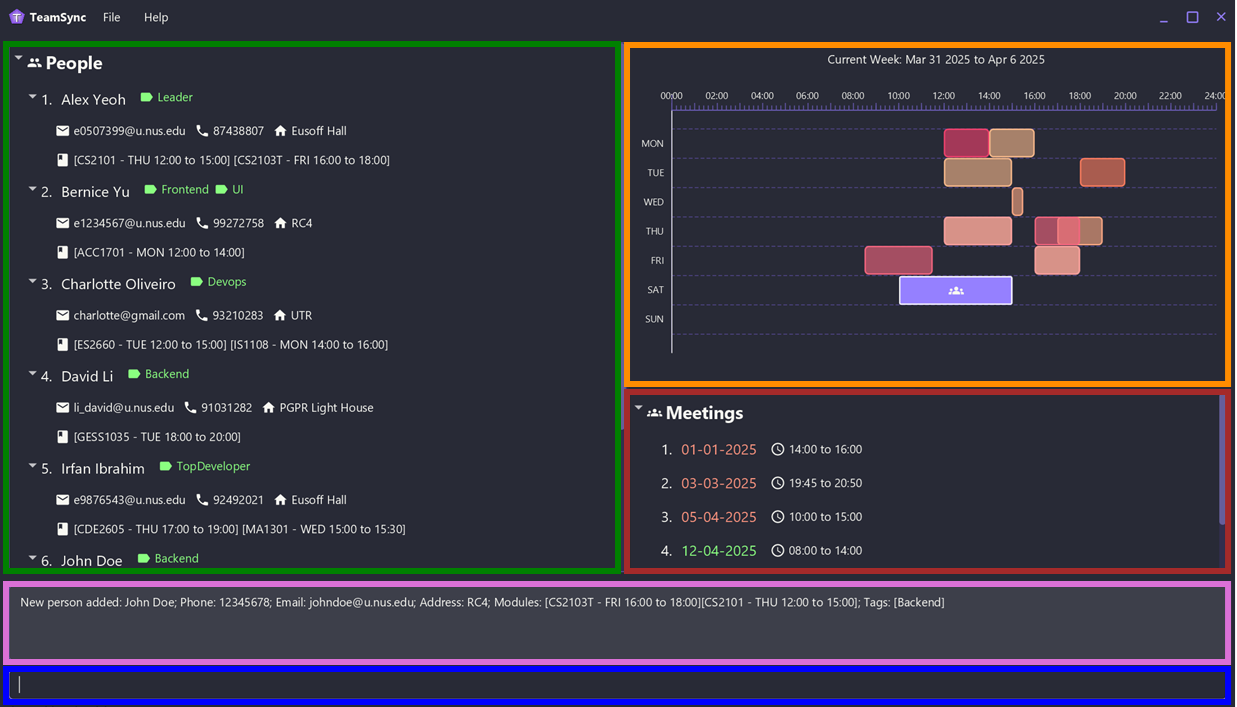 TeamSync File Help
People
1. Alex Yeoh Leader
e0507399@u.nus.edu 87438807 Eusoff Hall
[CS2101 - THU 12:00 to 15:00] [CS2103T - FRI 16:00 to 18:00]
2. Bernice Yu Frontend UI
e1234567@u.nus.edu 99272758 RC4
[ACC1701 - MON 12:00 to 14:00]
3. Charlotte Oliveiro Devops
charlotte@gmail.com 93210283 UTR
[ES2660 - TUE 12:00 to 15:00] [IS1108 - MON 14:00 to 16:00]
4. David Li Backend
li_david@u.nus.edu 91031282 PGPR Light House
[GESS1035 - TUE 18:00 to 20:00]
5. Irfan Ibrahim TopDeveloper
e9876543@u.nus.edu 92492021 Eusoff Hall
[CDE2605 - THU 17:00 to 19:00] [MA1301 - WED 15:00 to 15:30]
6. John Doe Backend
Current Week: Mar 31 2025 to Apr 6 2025
00:00 02:00 04:00 06:00 08:00 10:00 12:00 14:00 16:00 18:00 20:00 22:00 24:00
MON
TUE
WED
THU
FRI
SAT
SUN
Meetings
1. 01-01-2025 14:00 to 16:00
2. 03-03-2025 19:45 to 20:50
3. 05-04-2025 10:00 to 15:00
4. 12-04-2025 08:00 to 14:00
New person added: John Doe; Phone: 12345678; Email: johndoe@u.nus.edu; Address: RC4; Modules: [CS2103T - FRI 16:00 to 18:00][CS2101 - THU 12:00 to 15:00]; Tags: [Backend]